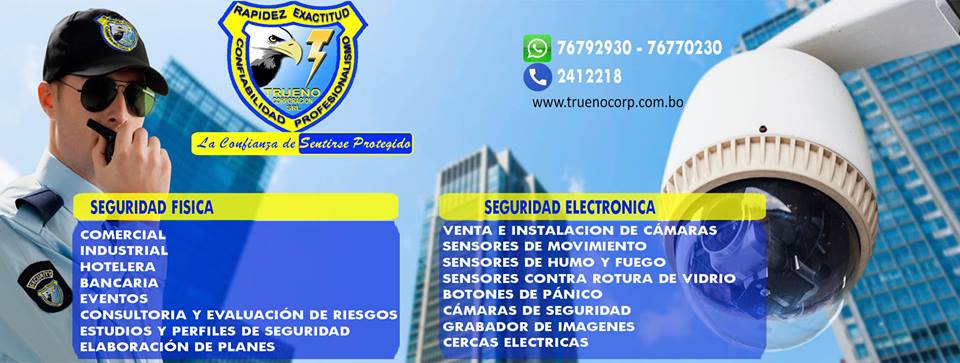 RAPIDEZ EXACTITUD
CONFIABILIDAD PROFESIONALISMO
TRUENO
CORPORACION
SRL
La Confianza de Sentirse Protegido
76792930 - 76770230
2412218
www.truenocorp.com.bo
SEGURIDAD FISICA
COMERCIAL
INDUSTRIAL
HOTELERA
BANCARIA
EVENTOS
CONSULTORIA Y EVALUACIÓN DE RIESGOS
ESTUDIOS Y PERFILES DE SEGURIDAD
ELABORACIÓN DE PLANES
SEGURIDAD ELECTRONICA
VENTA E INSTALACION DE CÁMARAS
SENSORES DE MOVIMIENTO
SENSORES DE HUMO Y FUEGO
SENSORES CONTRA ROTURA DE VIDRIO
BOTONES DE PÁNICO
CÁMARAS DE SEGURIDAD
GRABADOR DE IMAGENES
CERCAS ELECTRICAS
SECURITY